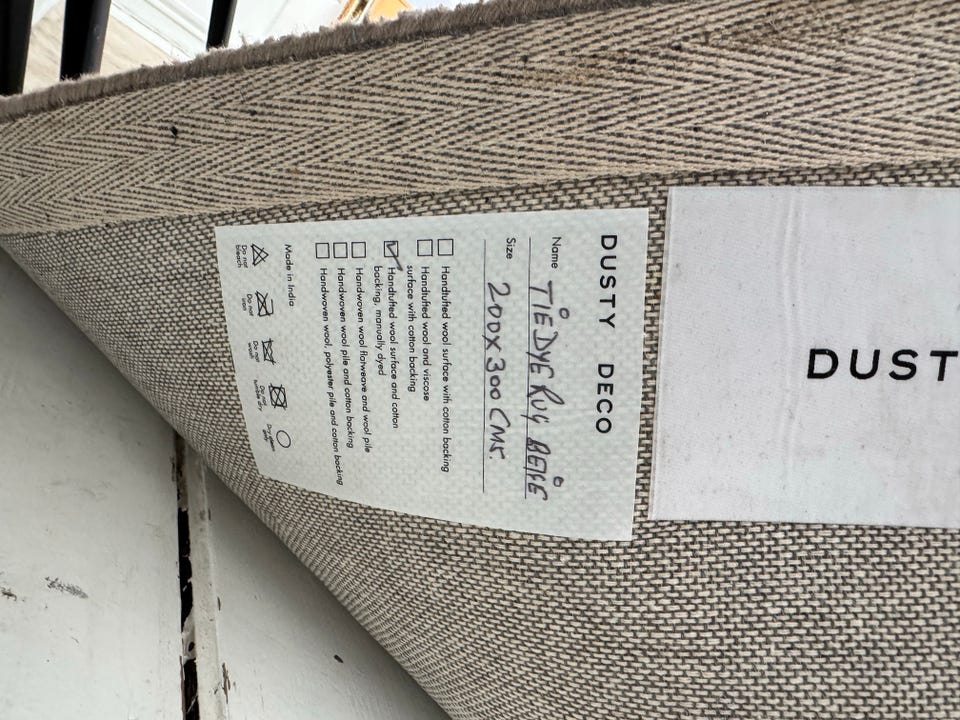 DUSTY DECO
Name TiE DYE RUG BEiGE
Size 200X300 CMS.
Handtufted wool surface with cotton backing
Handtufted wool and viscose
surface with cotton backing
Handtufted wool surface and cotton
backing, manually dyed
Handwoven wool flatweave and wool pile
Handwoven wool pile and cotton backing
Handwoven wool, polyester pile and cotton backing
Made in India
Do not
bleach
Do not
iron
Do not
wash
Do not
tumble dry
Dry clean
only
DUST